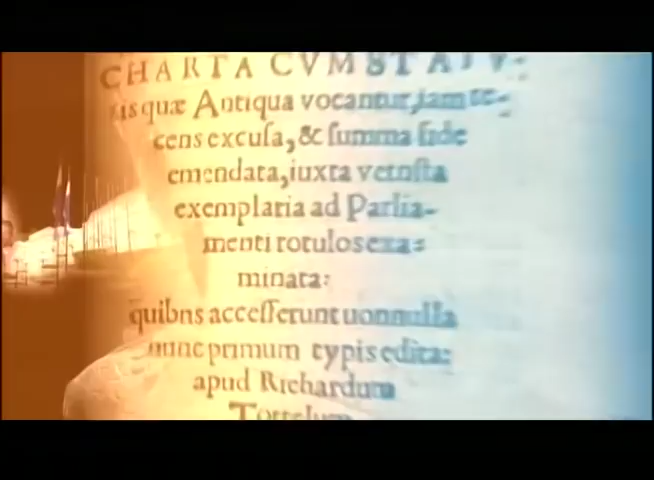 CHARTA CVM STATV-
tis quæ Antiqua vocantur, iam re-
cens excusa, & summa fide
emendata, iuxta vetusta
exemplaria ad Parlia-
menti rotulos exa-
minata:
quibus accesserunt nonnulla
nunc primum typis edita:
apud Richardum
Tottelum